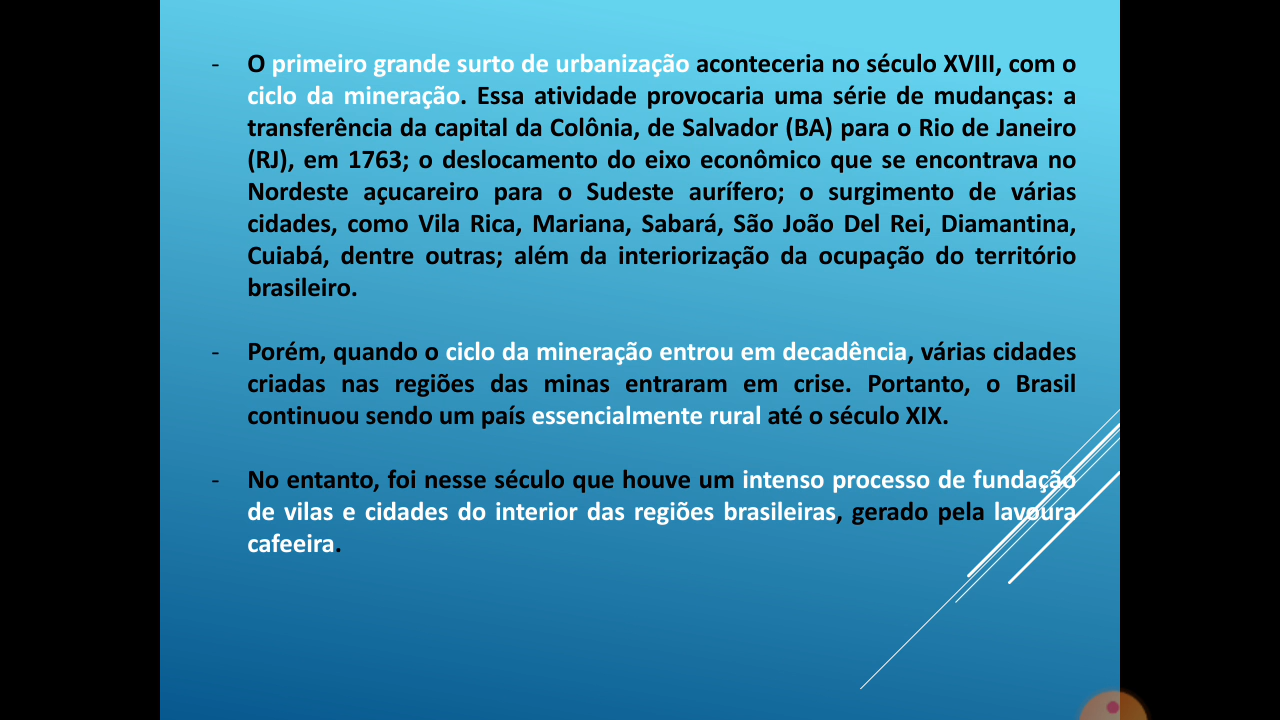 - O primeiro grande surto de urbanização aconteceria no século XVIII, com o
ciclo da mineração. Essa atividade provocaria uma série de mudanças: a
transferência da capital da Colônia, de Salvador (BA) para o Rio de Janeiro
(RJ), em 1763; o deslocamento do eixo econômico que se encontrava no
Nordeste açucareiro para o Sudeste aurífero; o surgimento de várias
cidades, como Vila Rica, Mariana, Sabará, São João Del Rei, Diamantina,
Cuiabá, dentre outras; além da interiorização da ocupação do território
brasileiro.
- Porém, quando o ciclo da mineração entrou em decadência, várias cidades
criadas nas regiões das minas entraram em crise. Portanto, o Brasil
continuou sendo um país essencialmente rural até o século XIX.
- No entanto, foi nesse século que houve um intenso processo de fundação
de vilas e cidades do interior das regiões brasileiras, gerado pela lavoura
cafeeira.